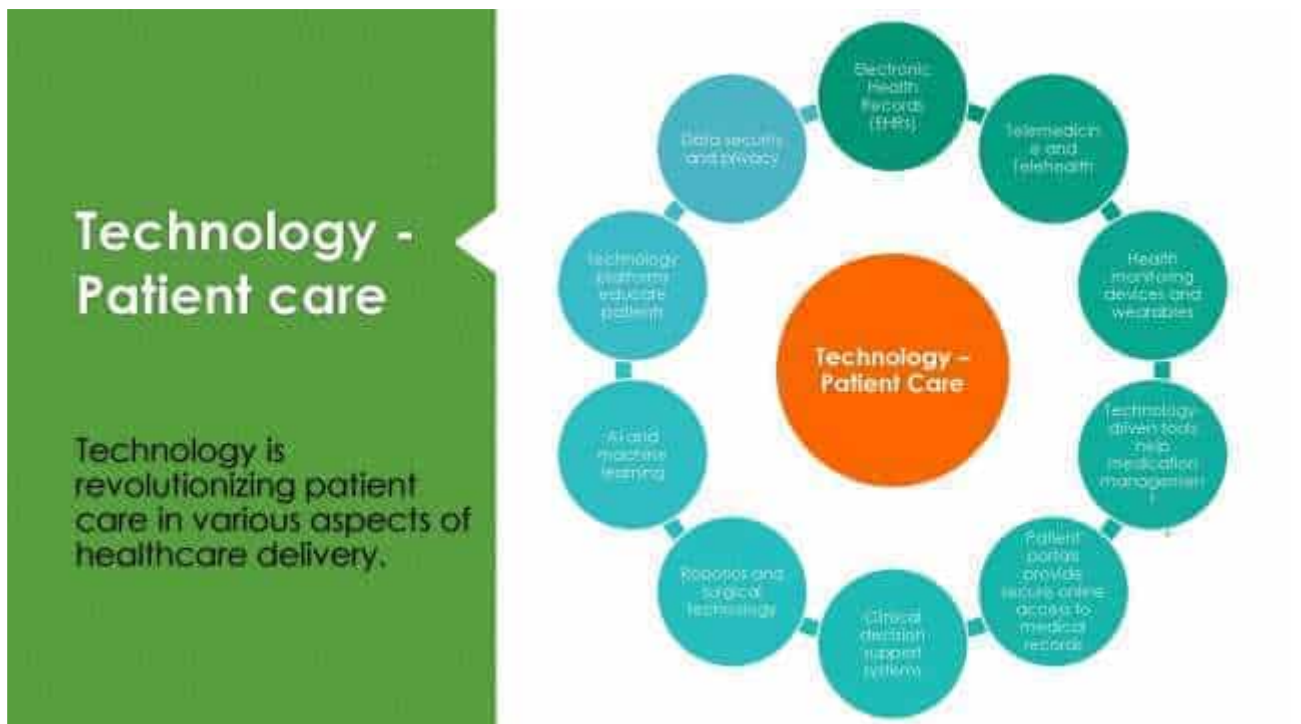 Technology -
Patient care
Technology is
revolutionizing patient
care in various aspects of
healthcare delivery.
Electronic
Health
Records
(EHRs)
Telemedicin
e and
Telehealth
Health
monitoring
devices and
wearables
Technology-
driven tools
help
medication
managemen
t
Patient
portals
provide
secure online
access to
medical
records
Clinical
decision
support
systems
Robotics and
surgical
technology
AI and
machine
learning
Technology
platforms
educate
patients
Data security
and privacy
Technology –
Patient Care